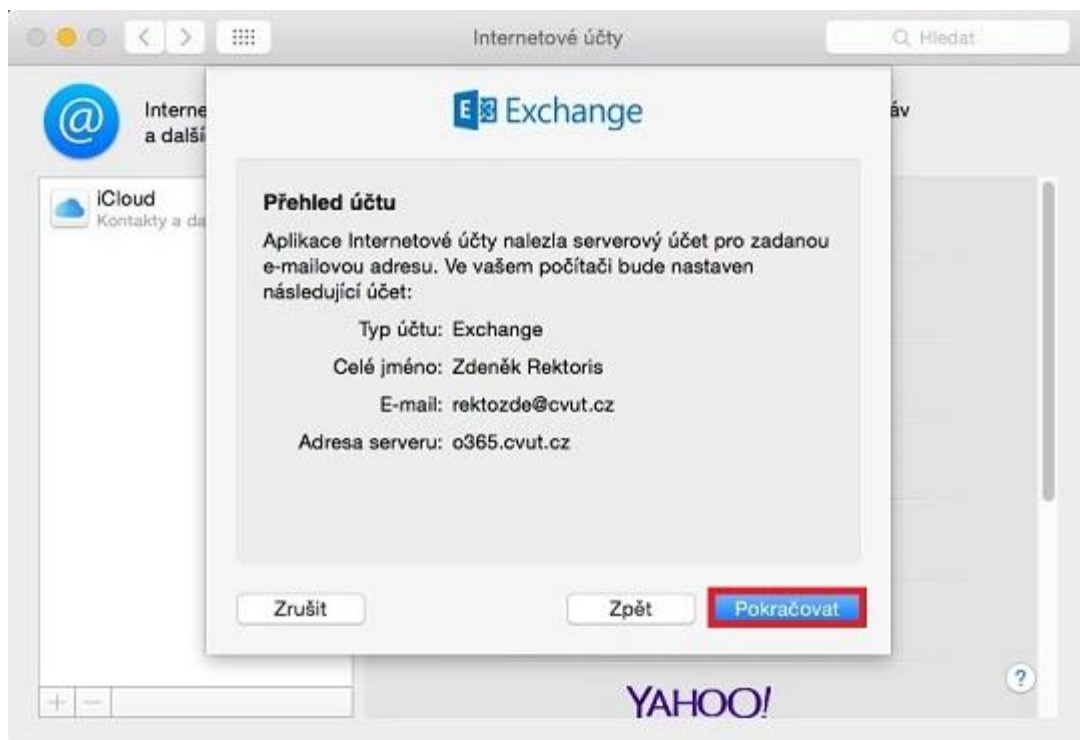 Internetové účty
Hledat
Interne
a další
áv
iCloud
Kontakty a da
E Exchange
Přehled účtu
Aplikace Internetové účty nalezla serverový účet pro zadanou
e-mailovou adresu. Ve vašem počítači bude nastaven
následující účet:
Typ účtu: Exchange
Celé jméno: Zdeněk Rektoris
E-mail: rektozde@cvut.cz
Adresa serveru: o365.cvut.cz
Zrušit
Zpět
Pokračovat
YAHOO!
?